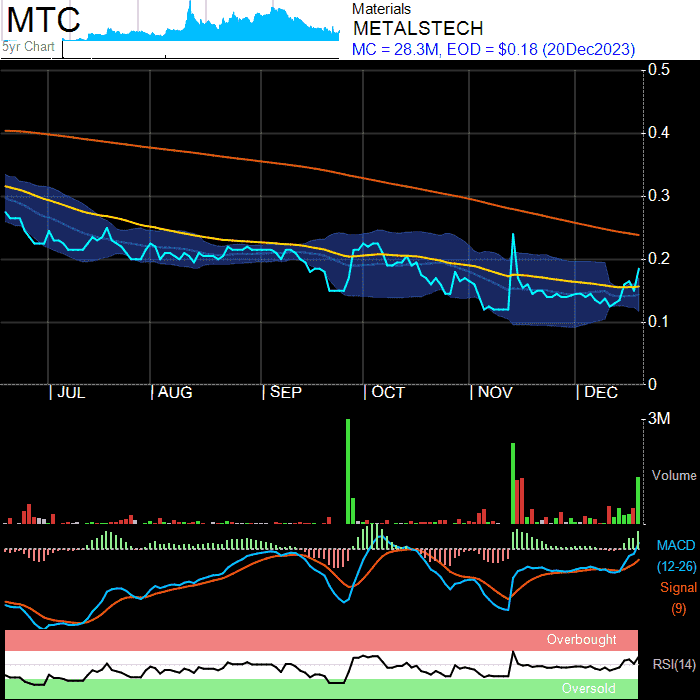 MTC
5yr Chart
Materials
METALSTECH
MC = 28.3M, EOD = $0.18 (20Dec2023)
0.5
0.4
0.3
0.2
0.1
0
| JUL | AUG | SEP | OCT | NOV | DEC
3M
Volume
MACD
(12-26)
Signal
(9)
Overbought
RSI(14)
Oversold